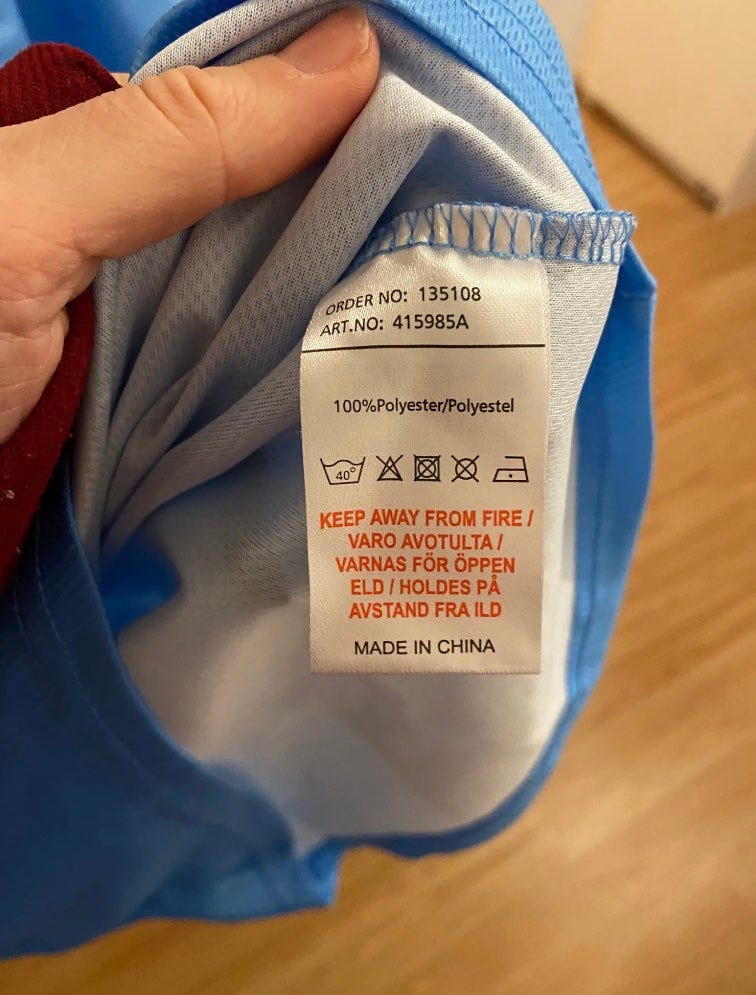 ORDER NO: 135108
ART.NO: 415985A
100%Polyester/Polyestel
40°
KEEP AWAY FROM FIRE /
VARO AVOTULTA /
VARNAS FÖR ÖPPEN
ELD / HOLDES PÅ
AVSTAND FRA ILD
MADE IN CHINA